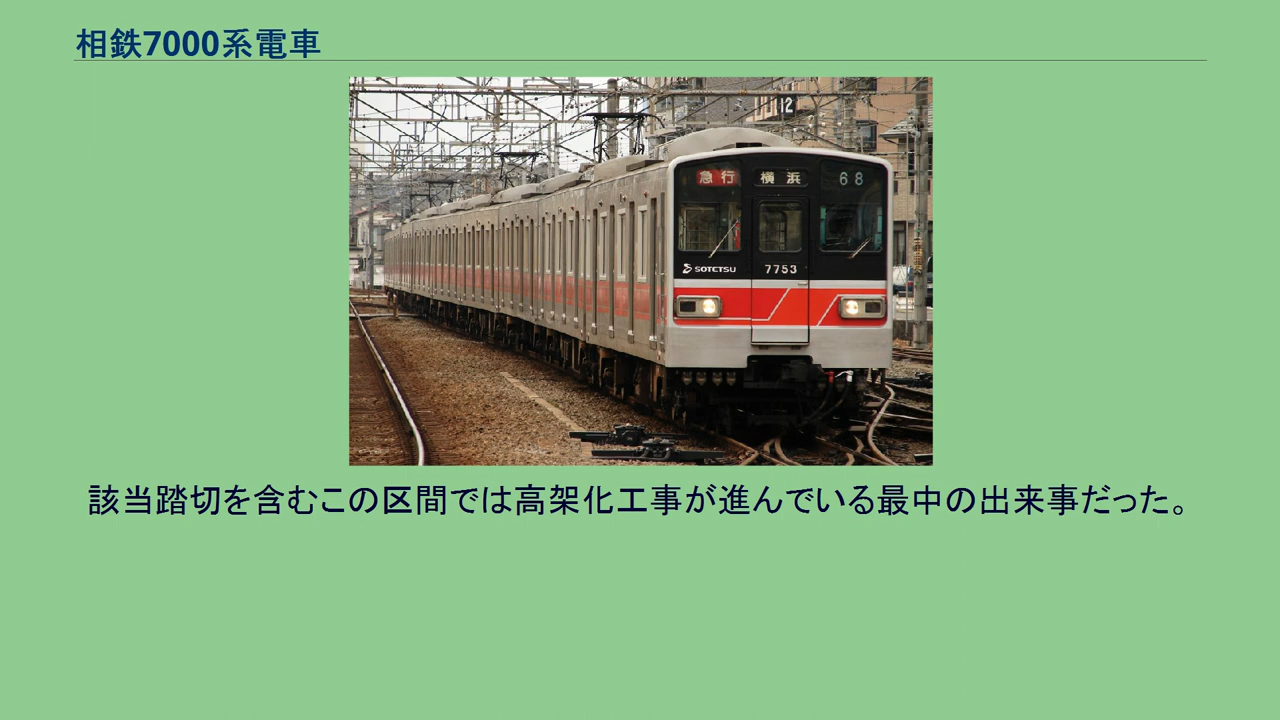 相鉄7000系電車
12
急行 横浜 68
SOTETSU 7753
該当踏切を含むこの区間では高架化工事が進んでいる最中の出来事だった。